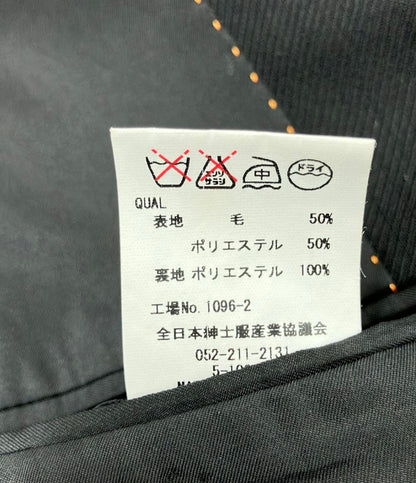 エンソ サラシ 中 ドライ
QUAL
表地 毛 50%
ポリエステル 50%
裏地 ポリエステル 100%
工場No.1096-2
全日本紳士服産業協議会
052-211-2131